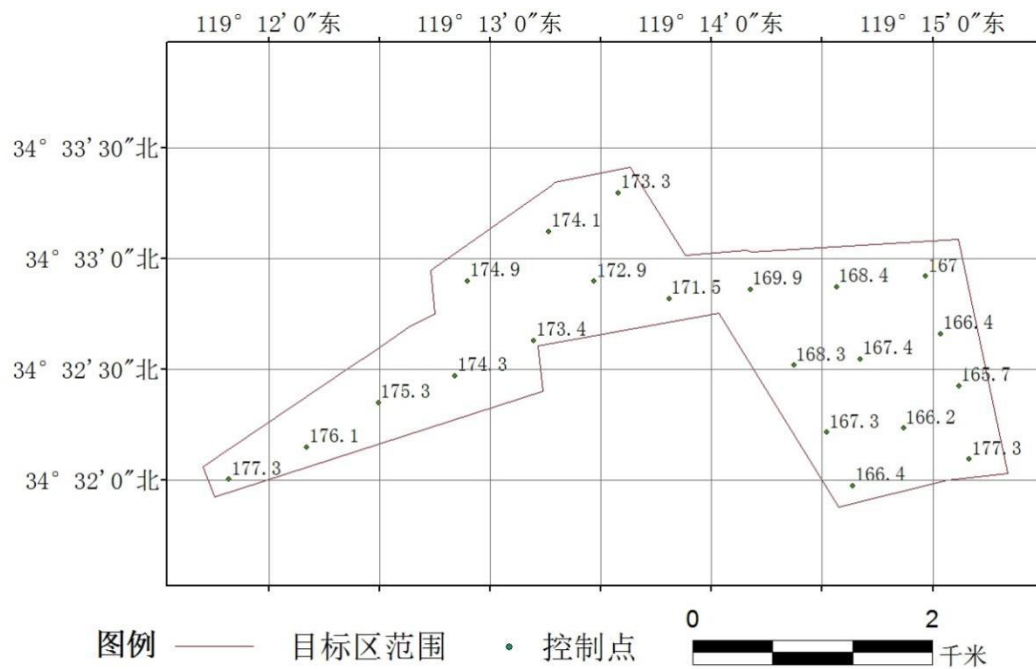 119° 12′0″东 119° 13′0″东 119° 14′0″东 119° 15′0″东
34° 33′30″北
173.3
174.1
34° 33′0″北
174.9 172.9 171.5 169.9 168.4 167
173.4 166.4
34° 32′30″北
174.3 168.3 167.4 165.7
175.3
176.1 167.3 166.2
34° 32′0″北
177.3 166.4 177.3
0 2
图例 目标区范围 控制点 千米